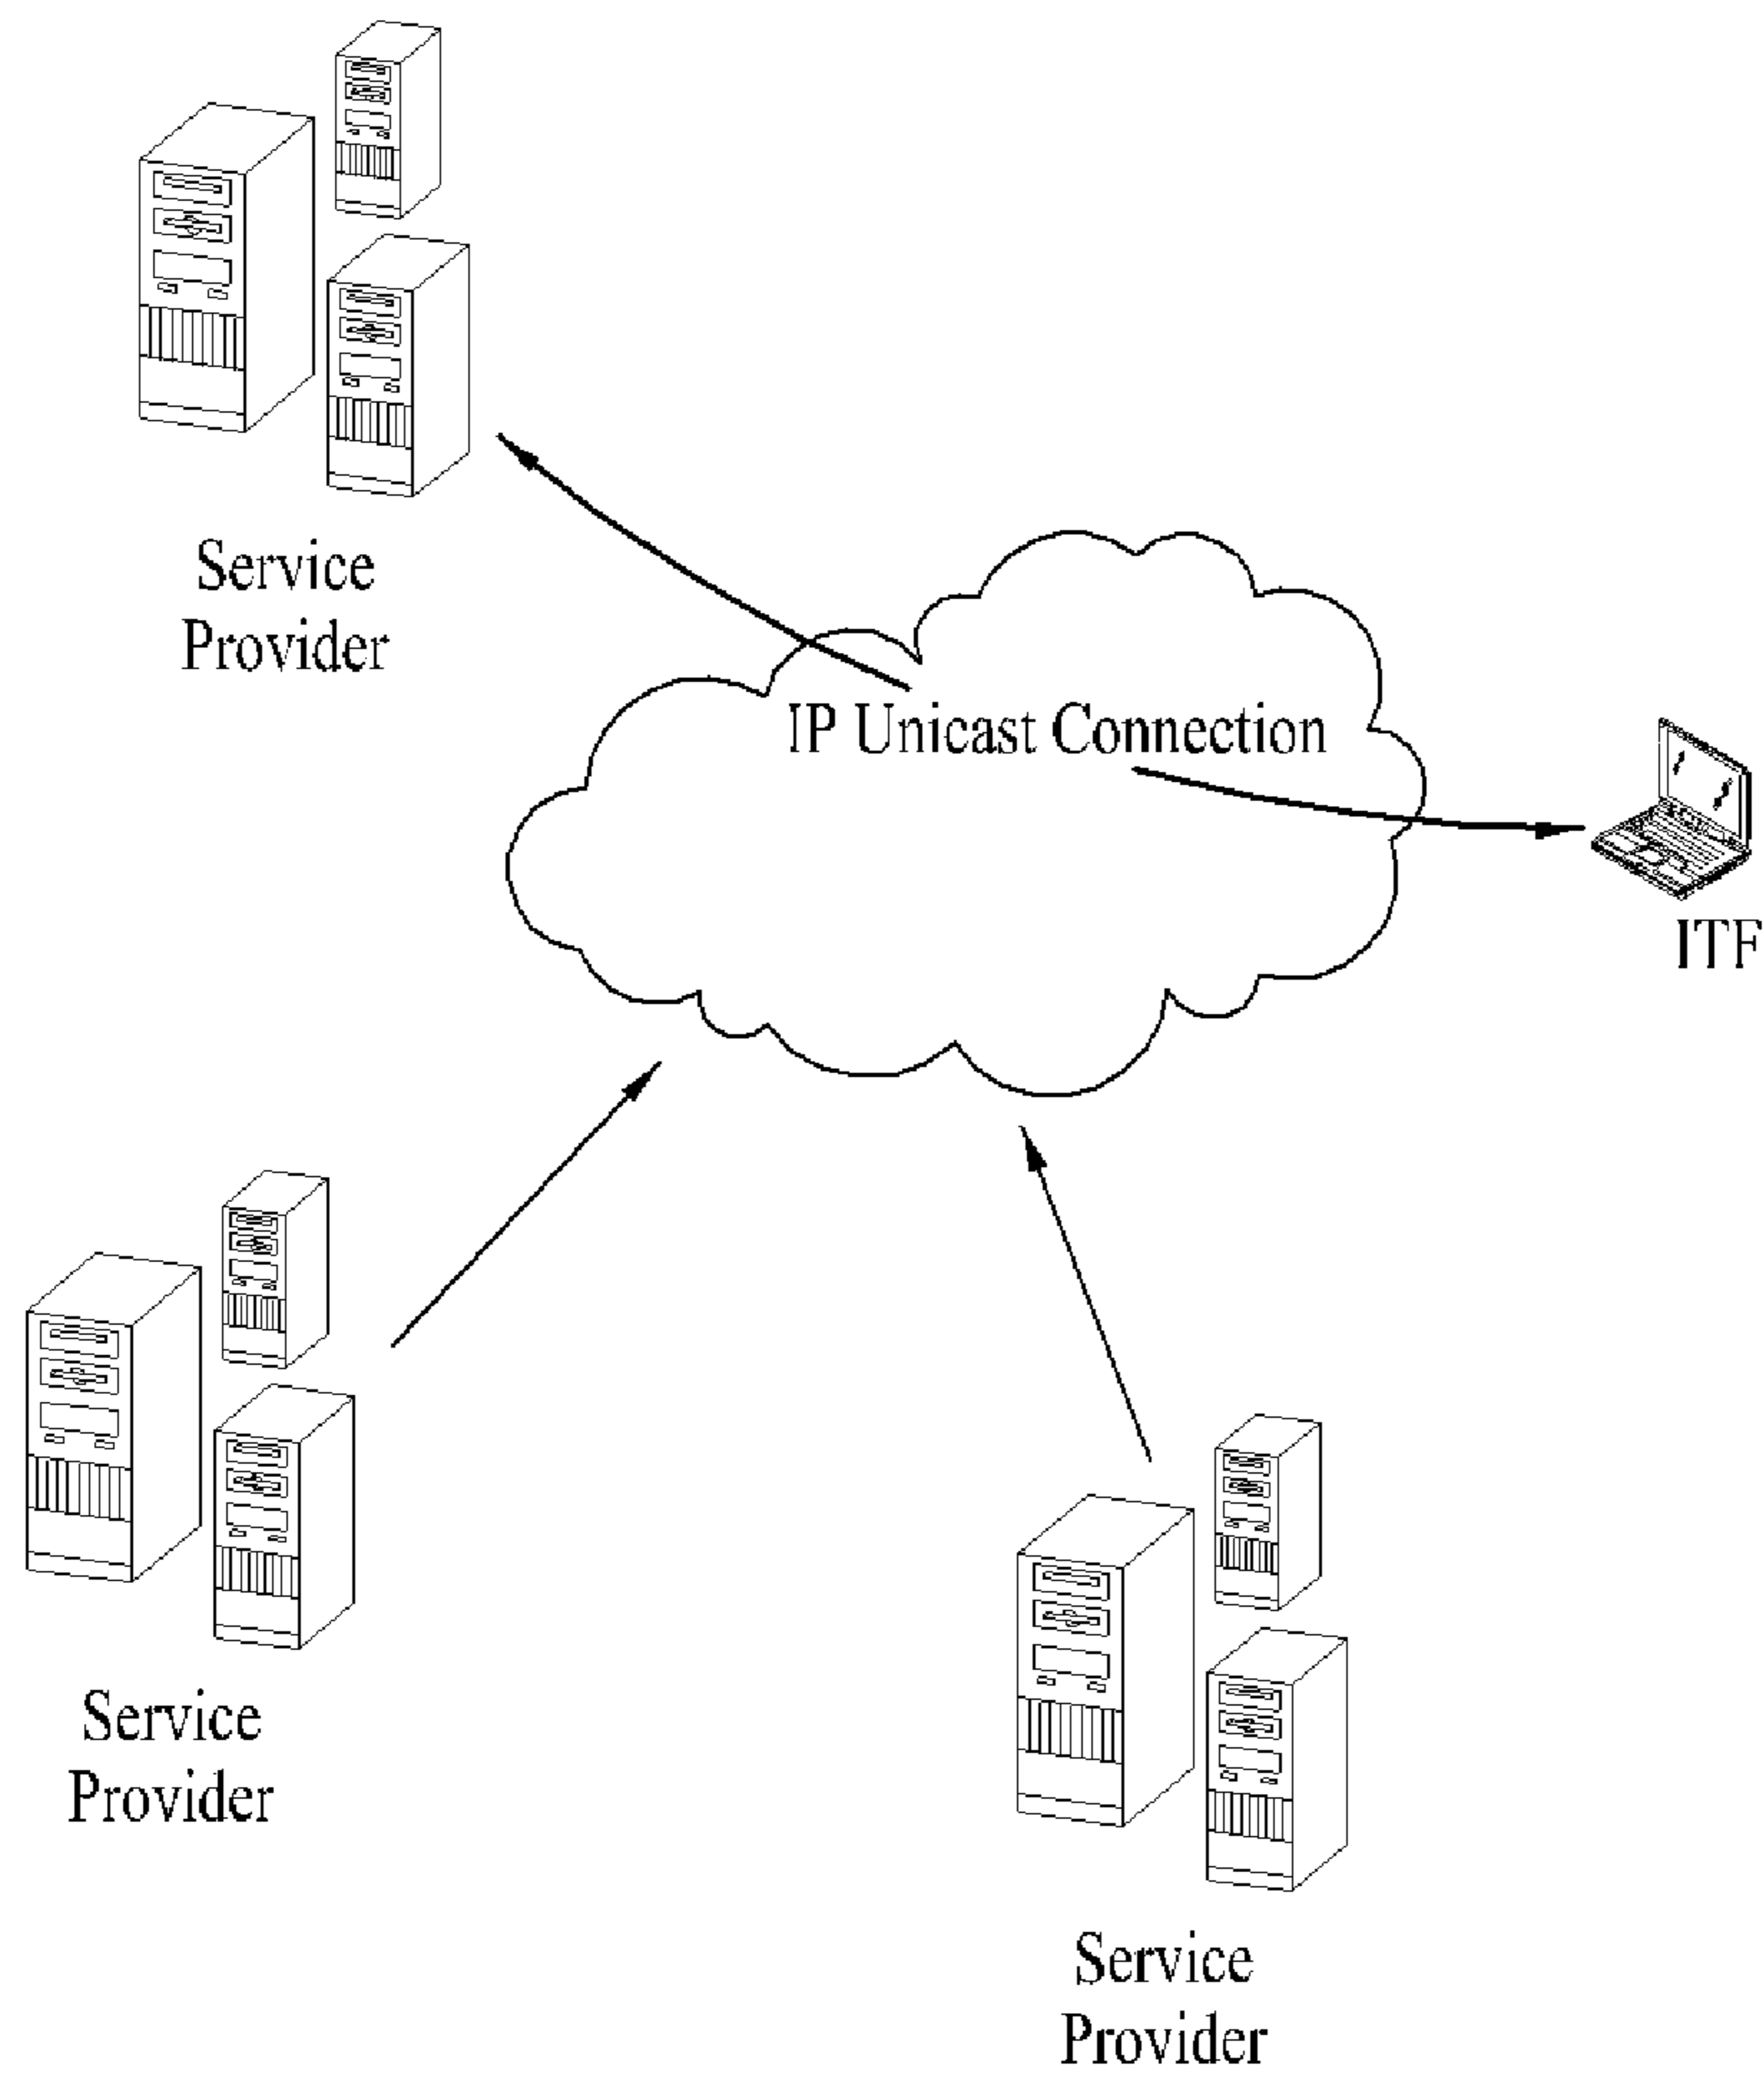 Service
Provider
IP Unicast Connection
ITF
Service
Provider
Service
Provider